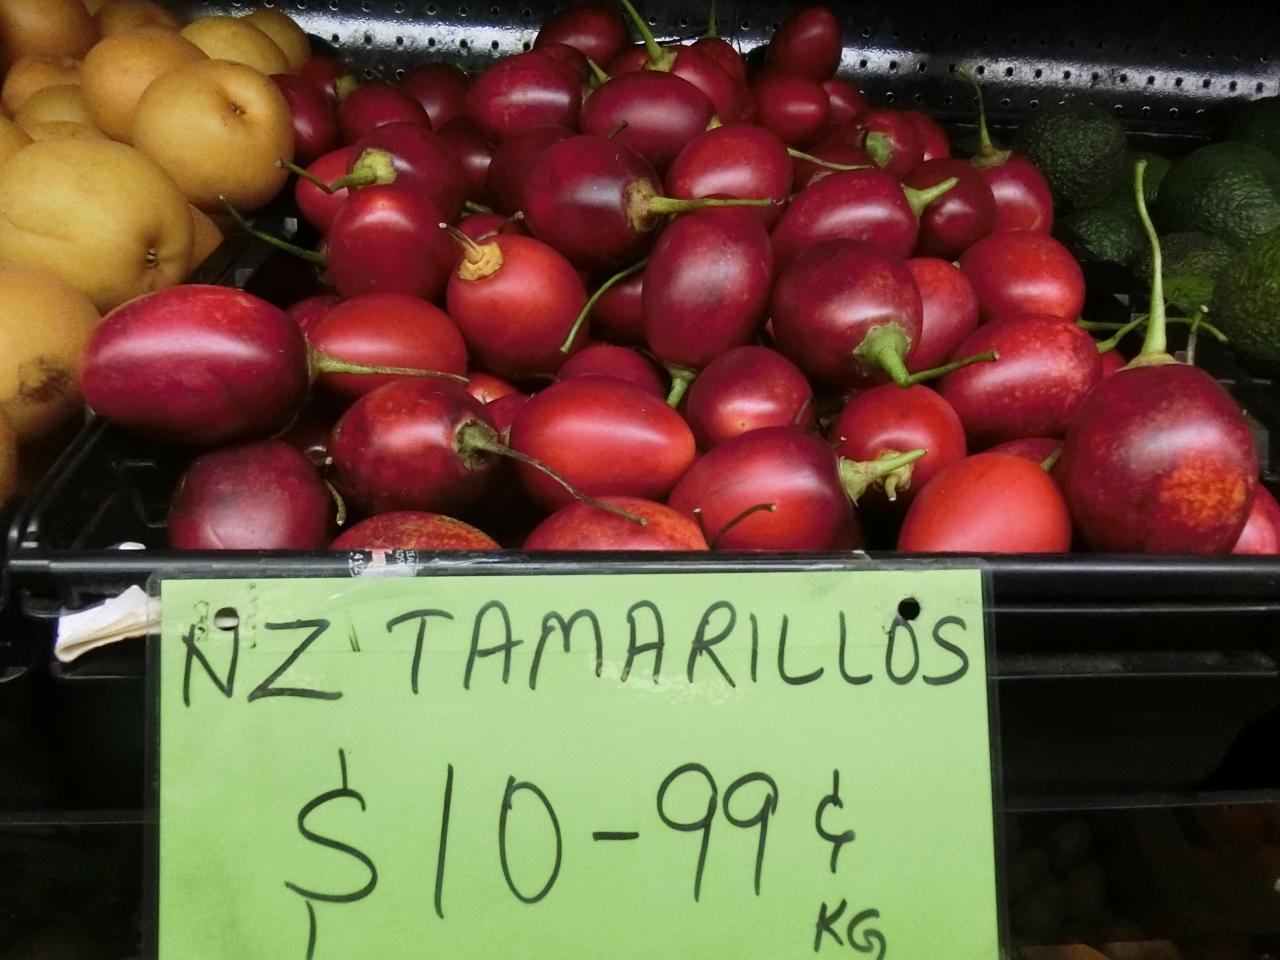 NZ TAMARILLOS
$10-99¢
KG